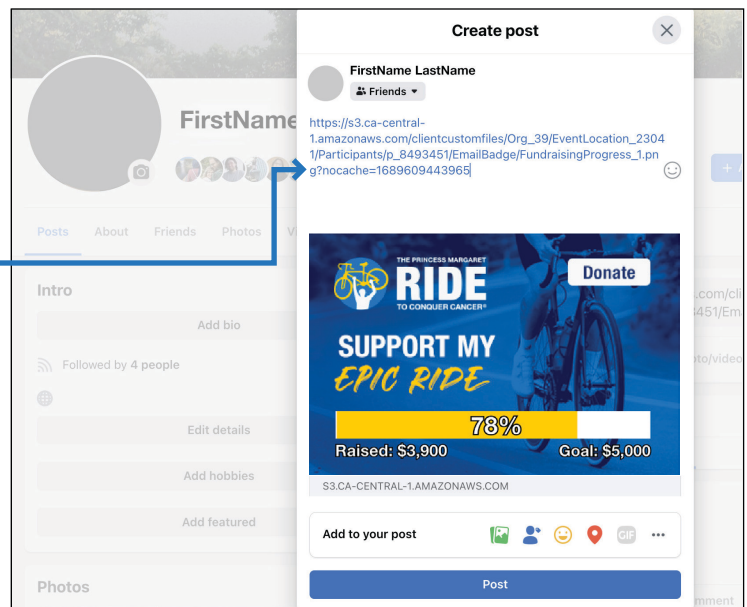 Create post
FirstName LastName
Friends
https://s3.ca-central-
1.amazonaws.com/clientcustomfiles/Org_39/EventLocation_2304
1/Participants/p_8493451/EmailBadge/FundraisingProgress_1.pn
g?nocache=1689609443965
THE PRINCESS MARGARET
RIDE
TO CONQUER CANCER®
Donate
SUPPORT MY
EPIC RIDE
78%
Raised: $3,900 Goal: $5,000
S3.CA-CENTRAL-1.AMAZONAWS.COM
Add to your post
GIF
Post
FirstName
Posts About Friends Photos
Intro
Add bio
Followed by 4 people
Edit details
Add hobbies
Add featured
Photos